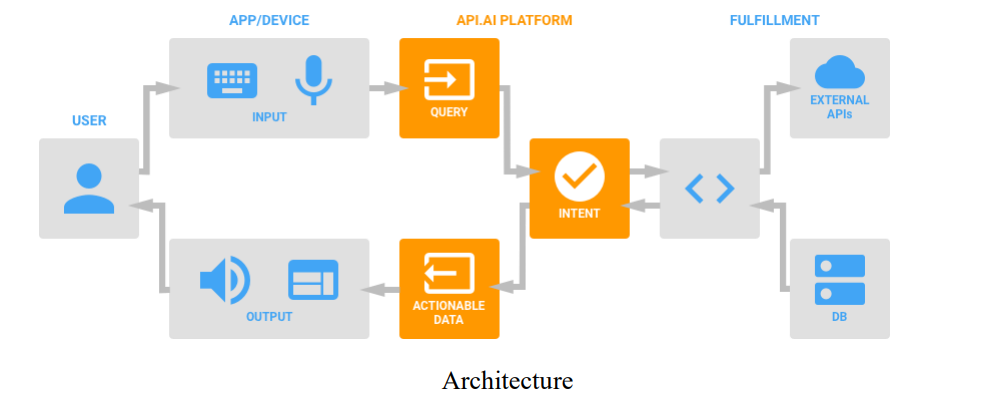 APP/DEVICE
API.AI PLATFORM
FULFILLMENT
USER
INPUT
QUERY
EXTERNAL
APIs
INTENT
OUTPUT
ACTIONABLE
DATA
DB
Architecture